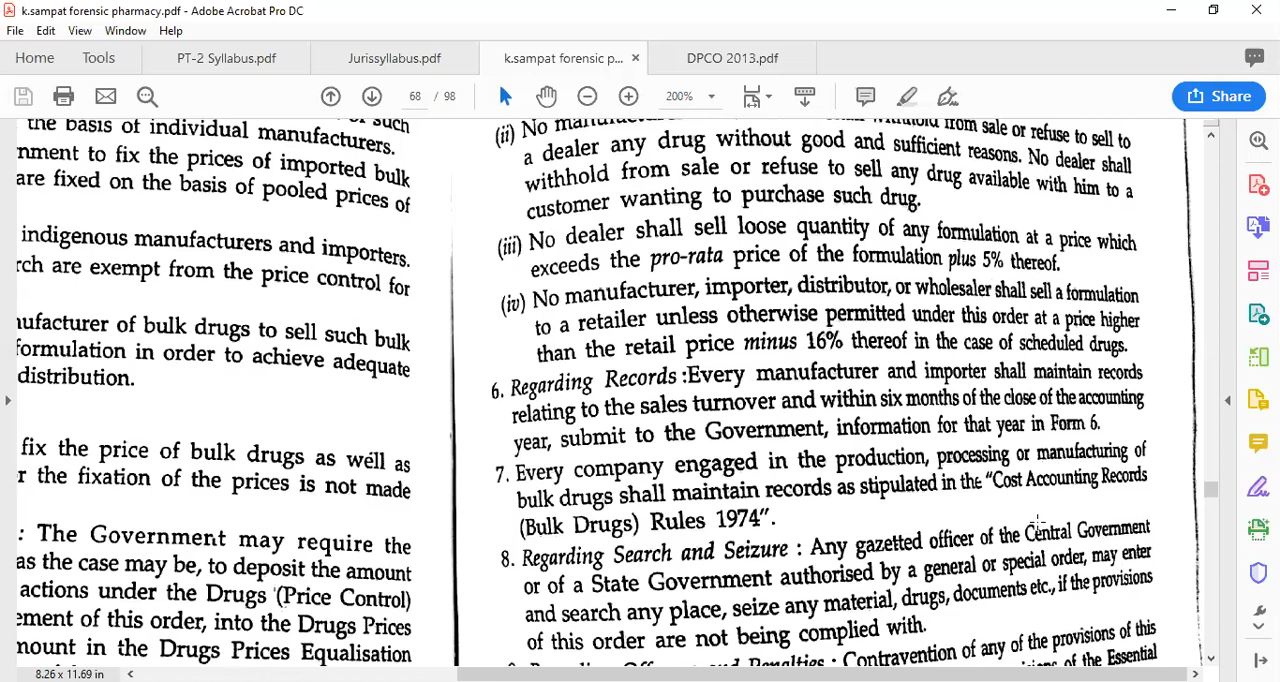 k.sampat forensic pharmacy.pdf - Adobe Acrobat Pro DC
File Edit View Window Help
Home Tools PT-2 Syllabus.pdf Jurissyllabus.pdf k.sampat forensic p... × DPCO 2013.pdf
68 / 98 200% Share
such
the basis of individual manufacturers.
nment to fix the prices of imported bulk
are fixed on the basis of pooled prices of
indigenous manufacturers and importers.
rch are exempt from the price control for
nufacturer of bulk drugs to sell such bulk
formulation in order to achieve adequate
distribution.
fix the price of bulk drugs as well as
r the fixation of the prices is not made
: The Government may require the
as the case may be, to deposit the amount
actions under the Drugs (Price Control)
ement of this order, into the Drugs Prices
mount in the Drugs Prices Equalisation
(ii) No withhold from sale or refuse to sell to
a dealer any drug without good and sufficient reasons. No dealer shall
withhold from sale or refuse to sell any drug available with him to a
customer wanting to purchase such drug.
(iii) No dealer shall sell loose quantity of any formulation at a price which
exceeds the pro-rata price of the formulation plus 5% thereof.
(iv) No manufacturer, importer, distributor, or wholesaler shall sell a formulation
to a retailer unless otherwise permitted under this order at a price higher
than the retail price minus 16% thereof in the case of scheduled drugs.
6. Regarding Records :Every manufacturer and importer shall maintain records
relating to the sales turnover and within six months of the close of the accounting
year, submit to the Government, information for that year in Form 6.
7. Every company engaged in the production, processing or manufacturing of
bulk drugs shall maintain records as stipulated in the "Cost Accounting Records
(Bulk Drugs) Rules 1974".
8. Regarding Search and Seizure : Any gazetted officer of the Central Government
or of a State Government authorised by a general or special order, may enter
and search any place, seize any material, drugs, documents etc., if the provisions
of this order are not being complied with.
and Penalties : Contravention of any of the provisions of this
of the Essential
8.26 x 11.69 in